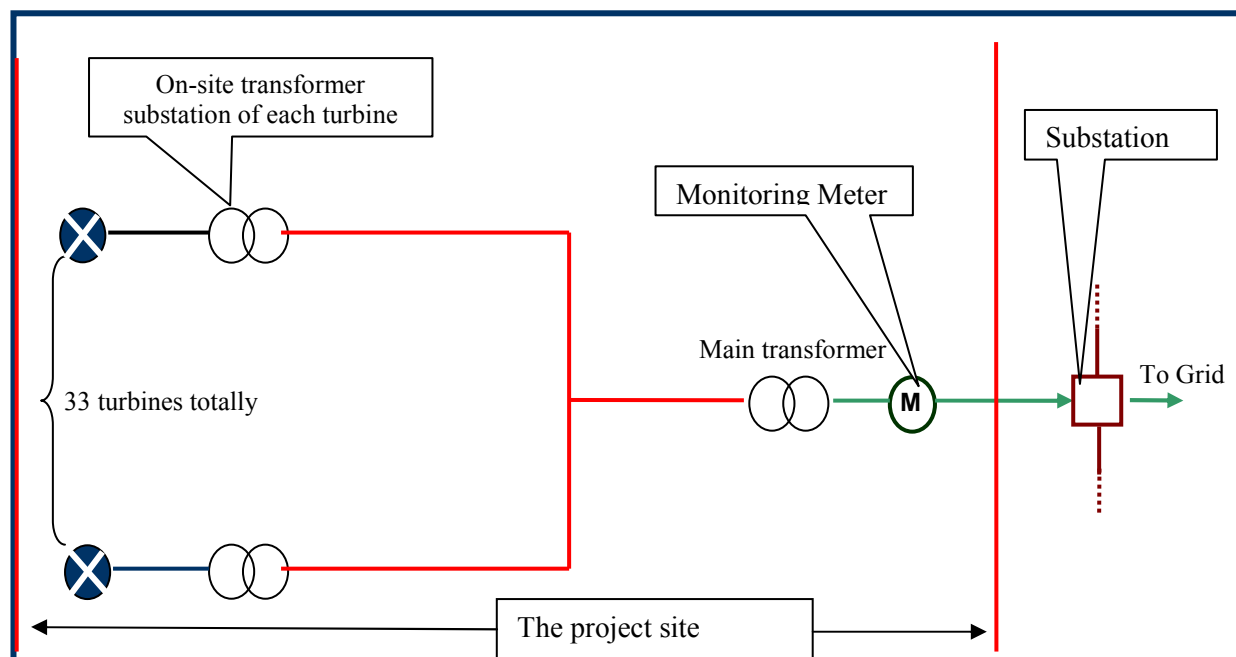 On-site transformer
substation of each turbine
Substation
Monitoring Meter
Main transformer
To Grid
33 turbines totally
M
The project site